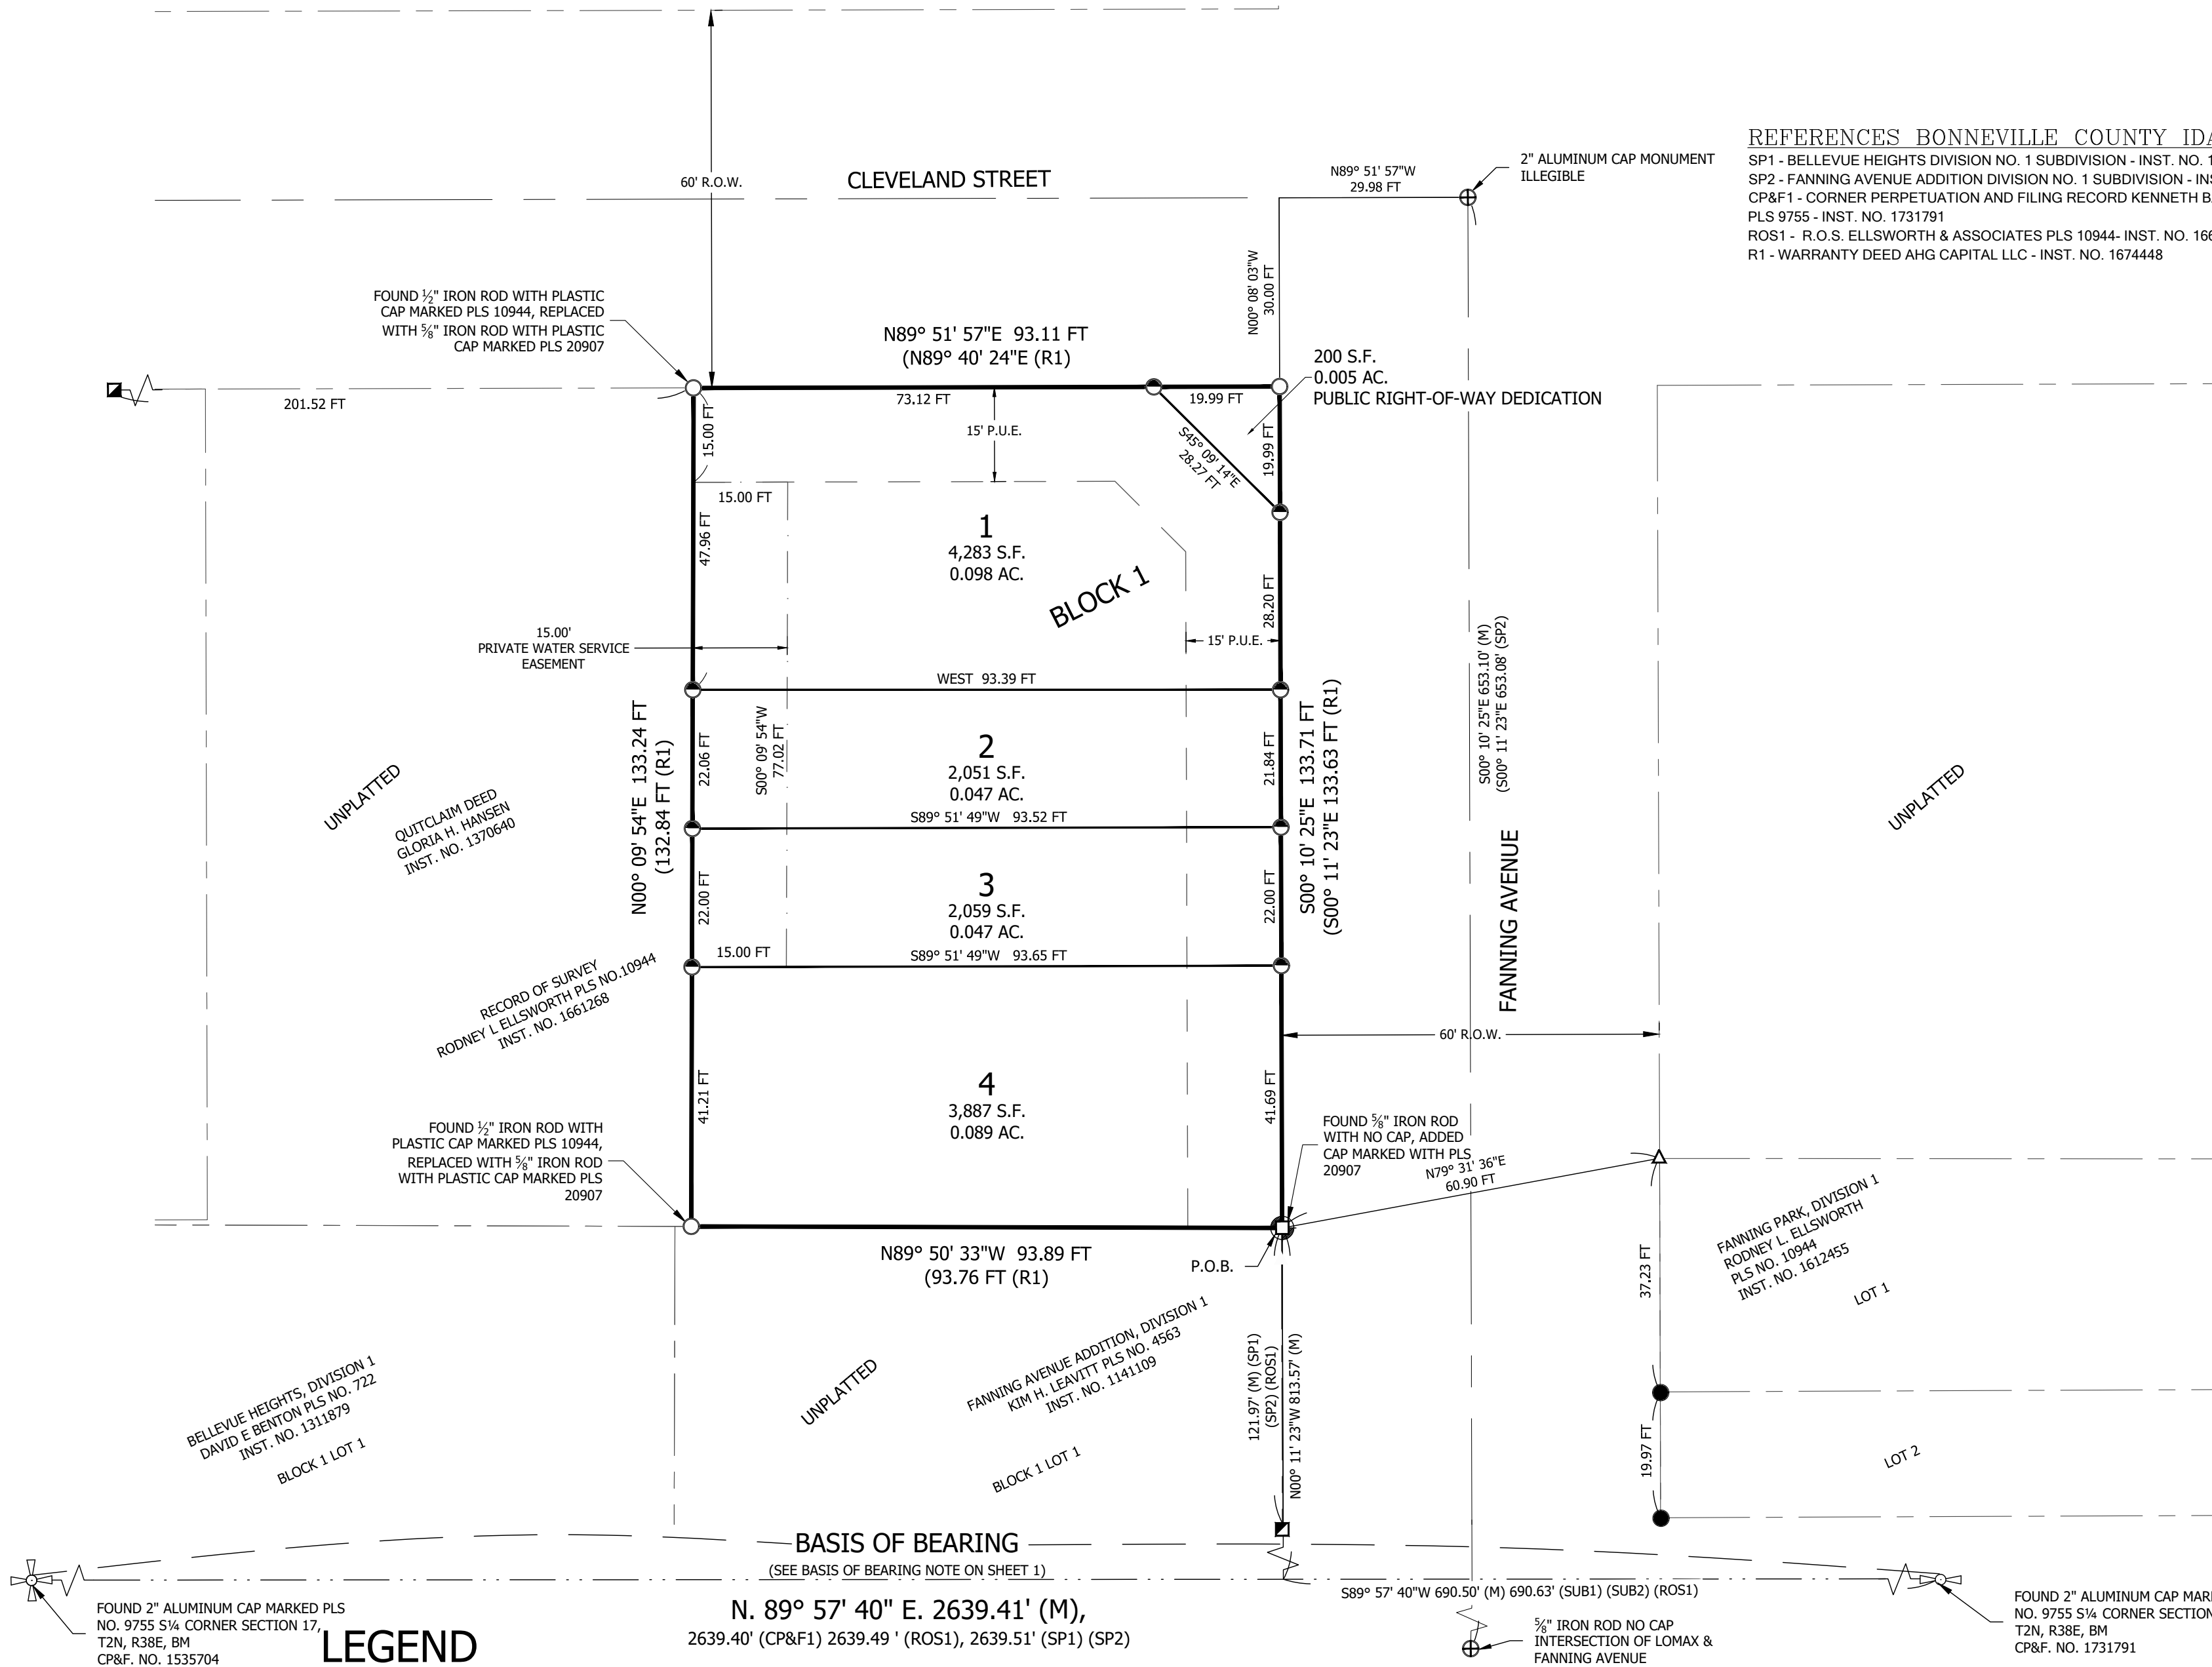 REFERENCES BONNEVILLE COUNTY
SP1 - BELLEVUE HEIGHTS DIVISION NO. 1 SUBDIVISION - INST. NO.
SP2 - FANNING AVENUE ADDITION DIVISION NO. 1 SUBDIVISION -
CP&F1 - CORNER PERPETUATION AND FILING RECORD KENNETH
PLS 9755 - INST. NO. 1731791
ROS1 - R.O.S. ELLSWORTH & ASSOCIATES PLS 10944- INST. NO.
R1 - WARRANTY DEED AHG CAPITAL LLC - INST. NO. 1674448
2" ALUMINUM CAP MONUMENT
ILLEGIBLE
N89° 51' 57"W
29.98 FT
60' R.O.W.
CLEVELAND STREET
N00° 08' 03"W
30.00 FT
FOUND ½" IRON ROD WITH PLASTIC
CAP MARKED PLS 10944, REPLACED
WITH ⅝" IRON ROD WITH PLASTIC
CAP MARKED PLS 20907
N89° 51' 57"E 93.11 FT
(N89° 40' 24"E (R1)
200 S.F.
0.005 AC.
PUBLIC RIGHT-OF-WAY DEDICATION
201.52 FT
73.12 FT
19.99 FT
15.00 FT
15' P.U.E.
S45° 09' 14"E
28.27 FT
19.99 FT
15.00 FT
47.96 FT
1
4,283 S.F.
0.098 AC.
BLOCK 1
28.20 FT
15.00'
PRIVATE WATER SERVICE
EASEMENT
15' P.U.E.
WEST 93.39 FT
S00° 10' 25"E 653.10' (M)
(S00° 11' 23"E 653.08' (SP2)
N00° 09' 54"E 133.24 FT
(132.84 FT (R1)
22.06 FT
S00° 09' 54"W
77.02 FT
2
2,051 S.F.
0.047 AC.
21.84 FT
S00° 10' 25"E 133.71 FT
(S00° 11' 23"E 133.63 FT (R1)
S89° 51' 49"W 93.52 FT
UNPLATTED
QUITCLAIM DEED
GLORIA H. HANSEN
INST. NO. 1370640
UNPLATTED
FANNING AVENUE
22.00 FT
3
2,059 S.F.
0.047 AC.
22.00 FT
15.00 FT
S89° 51' 49"W 93.65 FT
RECORD OF SURVEY
RODNEY L ELLSWORTH PLS NO.10944
INST. NO. 1661268
60' R.O.W.
41.21 FT
4
3,887 S.F.
0.089 AC.
41.69 FT
FOUND ½" IRON ROD WITH
PLASTIC CAP MARKED PLS 10944,
REPLACED WITH ⅝" IRON ROD
WITH PLASTIC CAP MARKED PLS
20907
FOUND ⅝" IRON ROD
WITH NO CAP, ADDED
CAP MARKED WITH PLS
20907
N79° 31' 36"E
60.90 FT
N89° 50' 33"W 93.89 FT
(93.76 FT (R1)
P.O.B.
FANNING PARK, DIVISION 1
RODNEY L. ELLSWORTH
PLS NO. 10944
INST. NO. 1612455
LOT 1
37.23 FT
121.97' (M) (SP1)
(SP2) (ROS1)
N00° 11' 23"W 813.57' (M)
BELLEVUE HEIGHTS, DIVISION 1
DAVID E BENTON PLS NO. 722
INST. NO. 1311879
BLOCK 1 LOT 1
UNPLATTED
FANNING AVENUE ADDITION, DIVISION 1
KIM H. LEAVITT PLS NO. 4563
INST. NO. 1141109
BLOCK 1 LOT 1
19.97 FT
LOT 2
BASIS OF BEARING
(SEE BASIS OF BEARING NOTE ON SHEET 1)
S89° 57' 40"W 690.50' (M) 690.63' (SUB1) (SUB2) (ROS1)
N. 89° 57' 40" E. 2639.41' (M),
2639.40' (CP&F1) 2639.49 ' (ROS1), 2639.51' (SP1) (SP2)
FOUND 2" ALUMINUM CAP MARKED PLS
NO. 9755 S¼ CORNER SECTION 17,
T2N, R38E, BM
CP&F. NO. 1535704
LEGEND
⅝" IRON ROD NO CAP
INTERSECTION OF LOMAX &
FANNING AVENUE
FOUND 2" ALUMINUM CAP
NO. 9755 S¼ CORNER SECTION
T2N, R38E, BM
CP&F. NO. 1731791